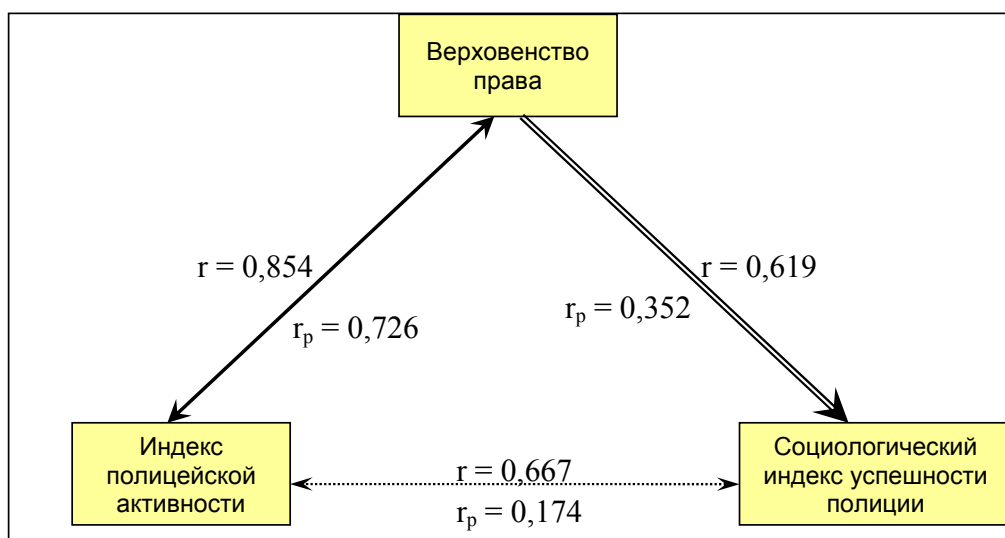 Верховенство
права
r = 0,854
r = 0,619
rp = 0,726
rp = 0,352
Индекс
полицейской
активности
r = 0,667
rp = 0,174
Социологический
индекс успешности
полиции